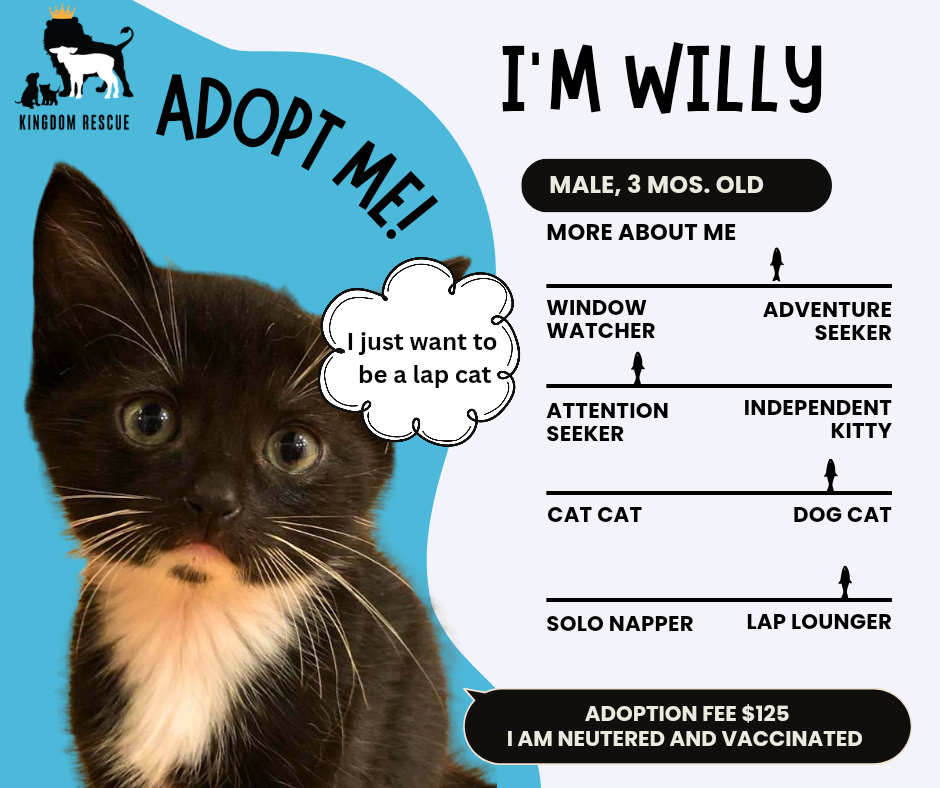 KINGDOM RESCUE
ADOPT ME!
I just want to
be a lap cat
I'M WILLY
MALE, 3 MOS. OLD
MORE ABOUT ME
WINDOW
WATCHER
ADVENTURE
SEEKER
ATTENTION
SEEKER
INDEPENDENT
KITTY
CAT CAT
DOG CAT
SOLO NAPPER
LAP LOUNGER
ADOPTION FEE $125
I AM NEUTERED AND VACCINATED